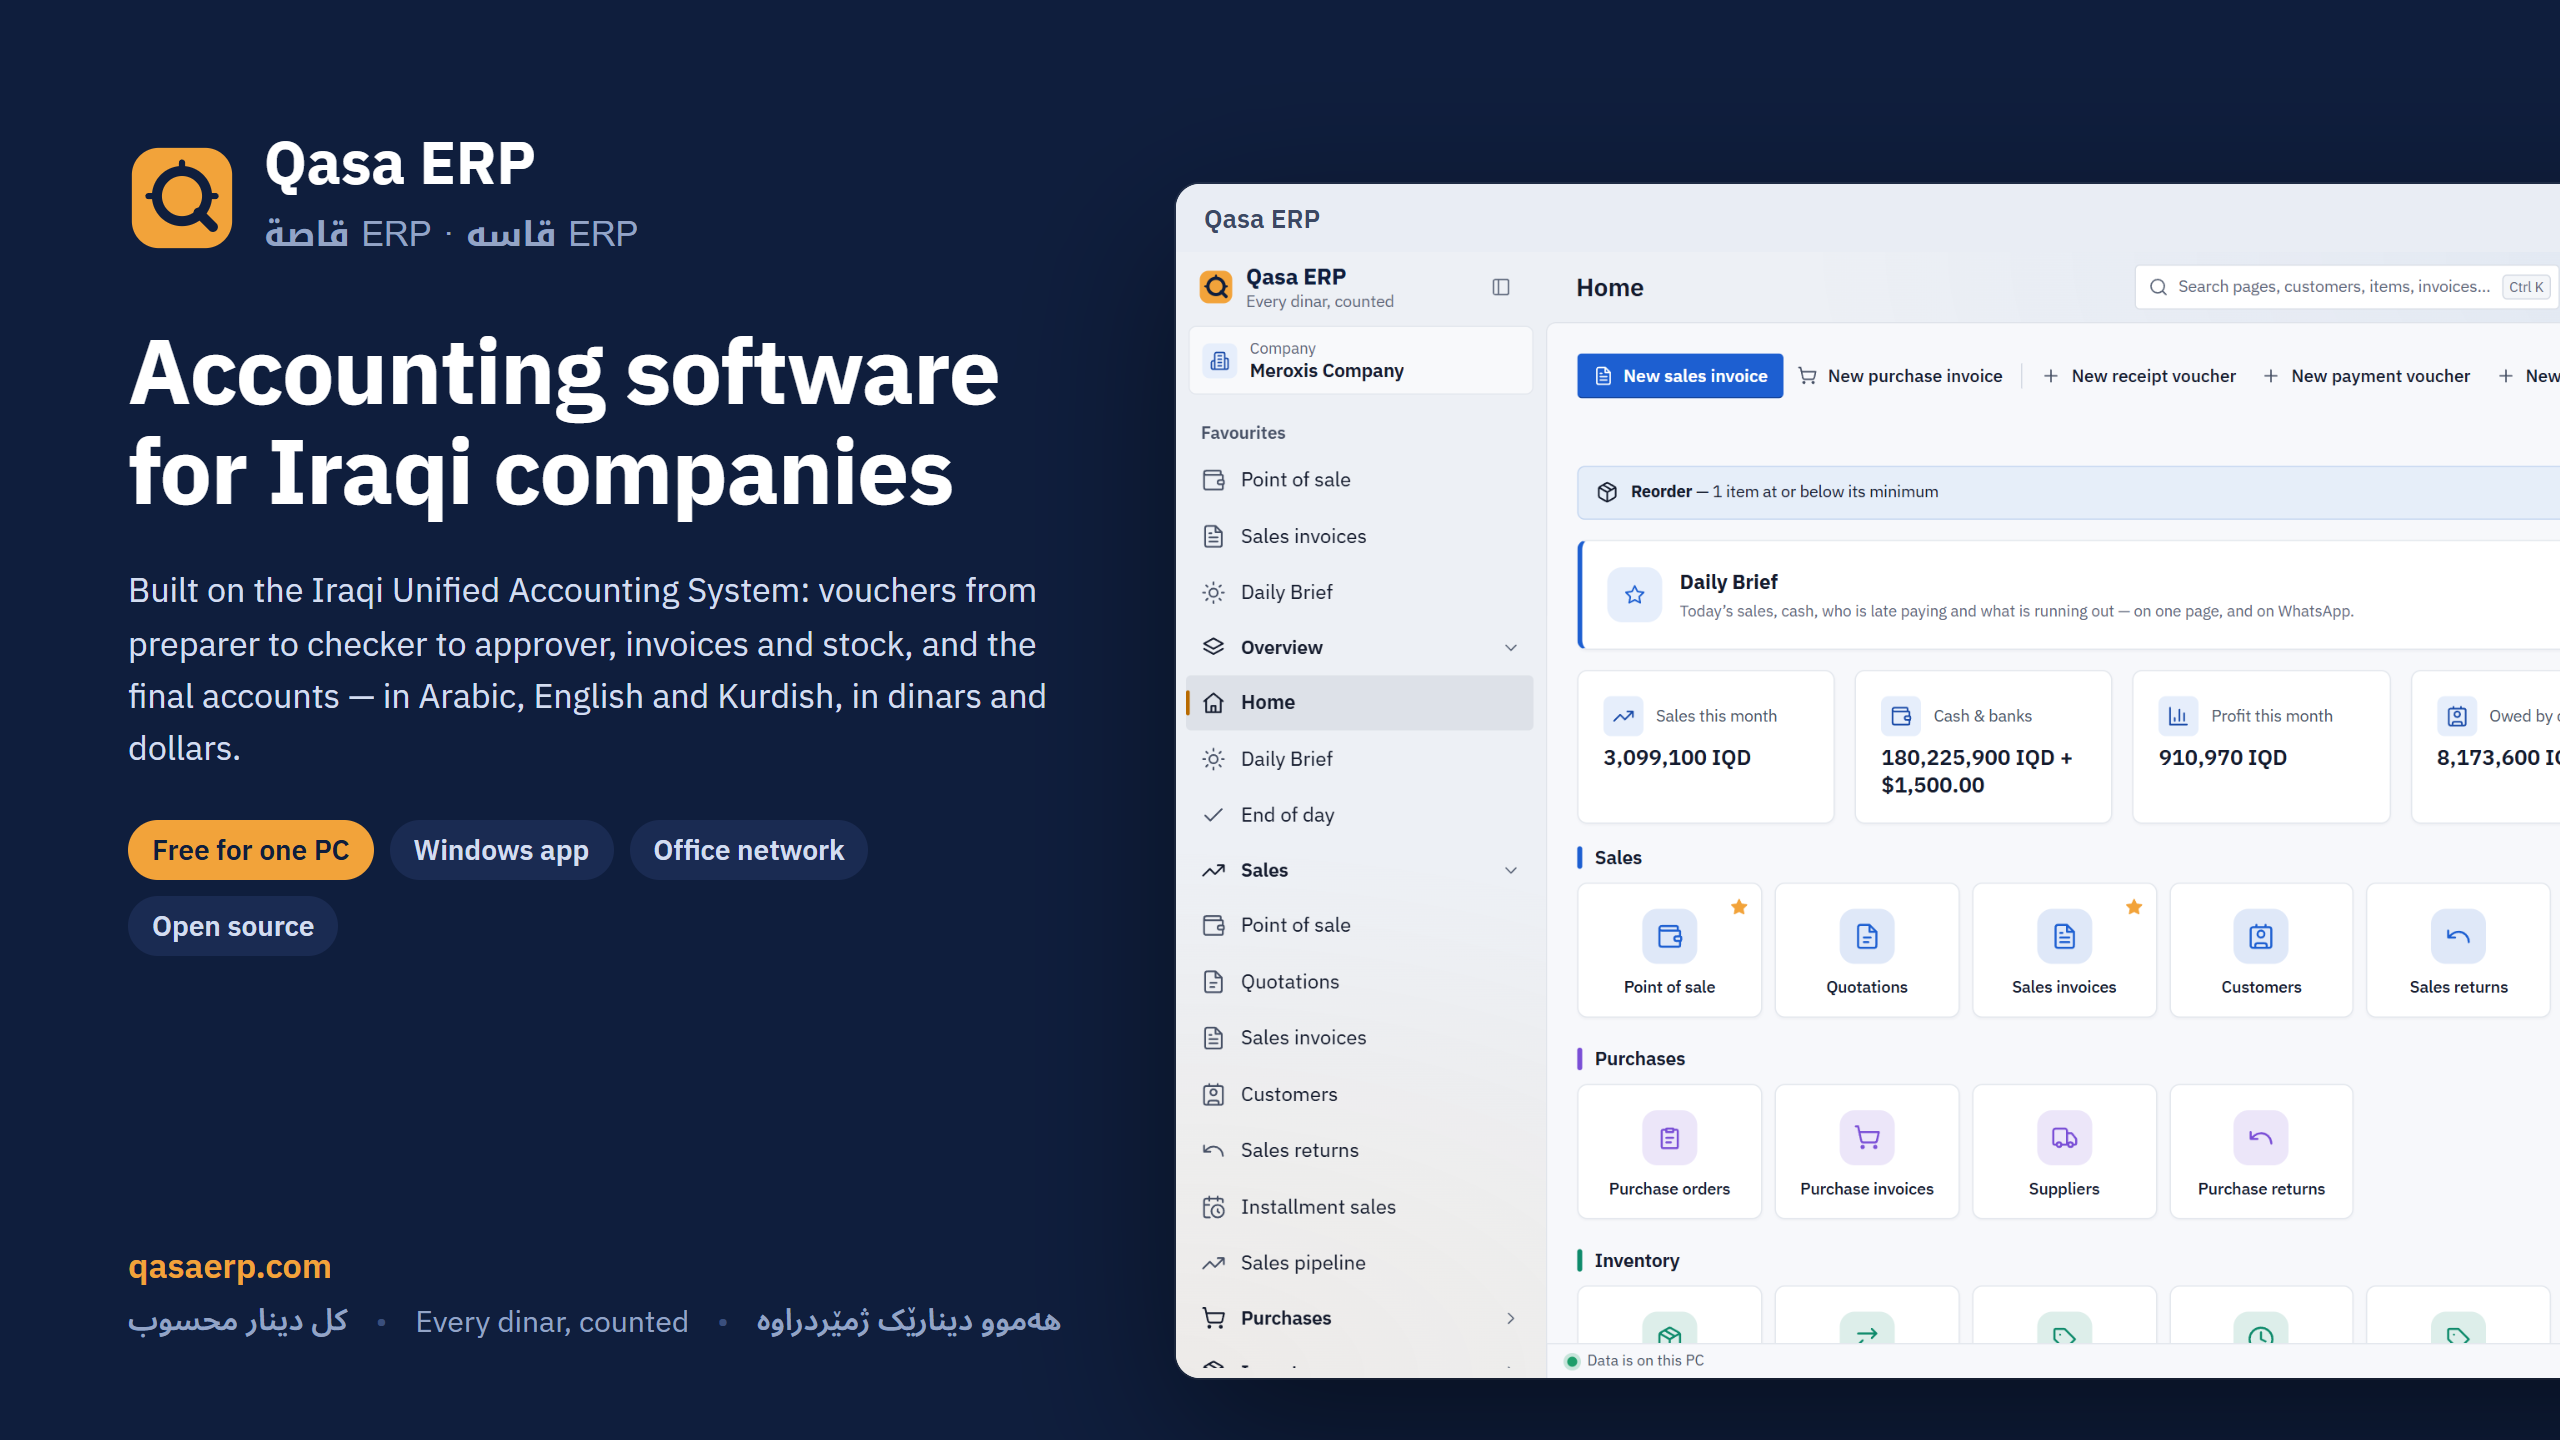 Qasa ERP
قاصة ERP · قاسه ERP
Accounting software
for Iraqi companies
Built on the Iraqi Unified Accounting System: vouchers from
preparer to checker to approver, invoices and stock, and the
final accounts — in Arabic, English and Kurdish, in dinars and
dollars.
Free for one PC
Windows app
Office network
Open source
qasaerp.com
كل دينار محسوب • Every dinar, counted • هەموو دینارێک ژمێردراوە
Qasa ERP
Qasa ERP
Every dinar, counted
Company
Meroxis Company
Favourites
Point of sale
Sales invoices
Daily Brief
Overview
Home
Daily Brief
End of day
Sales
Point of sale
Quotations
Sales invoices
Customers
Sales returns
Installment sales
Sales pipeline
Purchases
Home
Search pages, customers, items, invoices...
Ctrl K
New sales invoice
New purchase invoice
New receipt voucher
New payment voucher
New
Reorder — 1 item at or below its minimum
Daily Brief
Today's sales, cash, who is late paying and what is running out — on one page, and on WhatsApp.
Sales this month
3,099,100 IQD
Cash & banks
180,225,900 IQD +
$1,500.00
Profit this month
910,970 IQD
Owed by
8,173,600
Sales
Point of sale
Quotations
Sales invoices
Customers
Sales returns
Purchases
Purchase orders
Purchase invoices
Suppliers
Purchase returns
Inventory
Data is on this PC